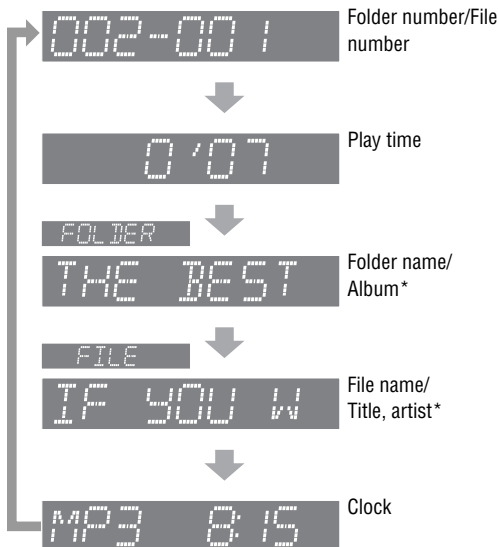 002-001
Folder number/File
number
0'07
Play time
FOLDER
THE BEST
Folder name/
Album*
FILE
IF YOU W
File name/
Title, artist*
MP3 8:15
Clock